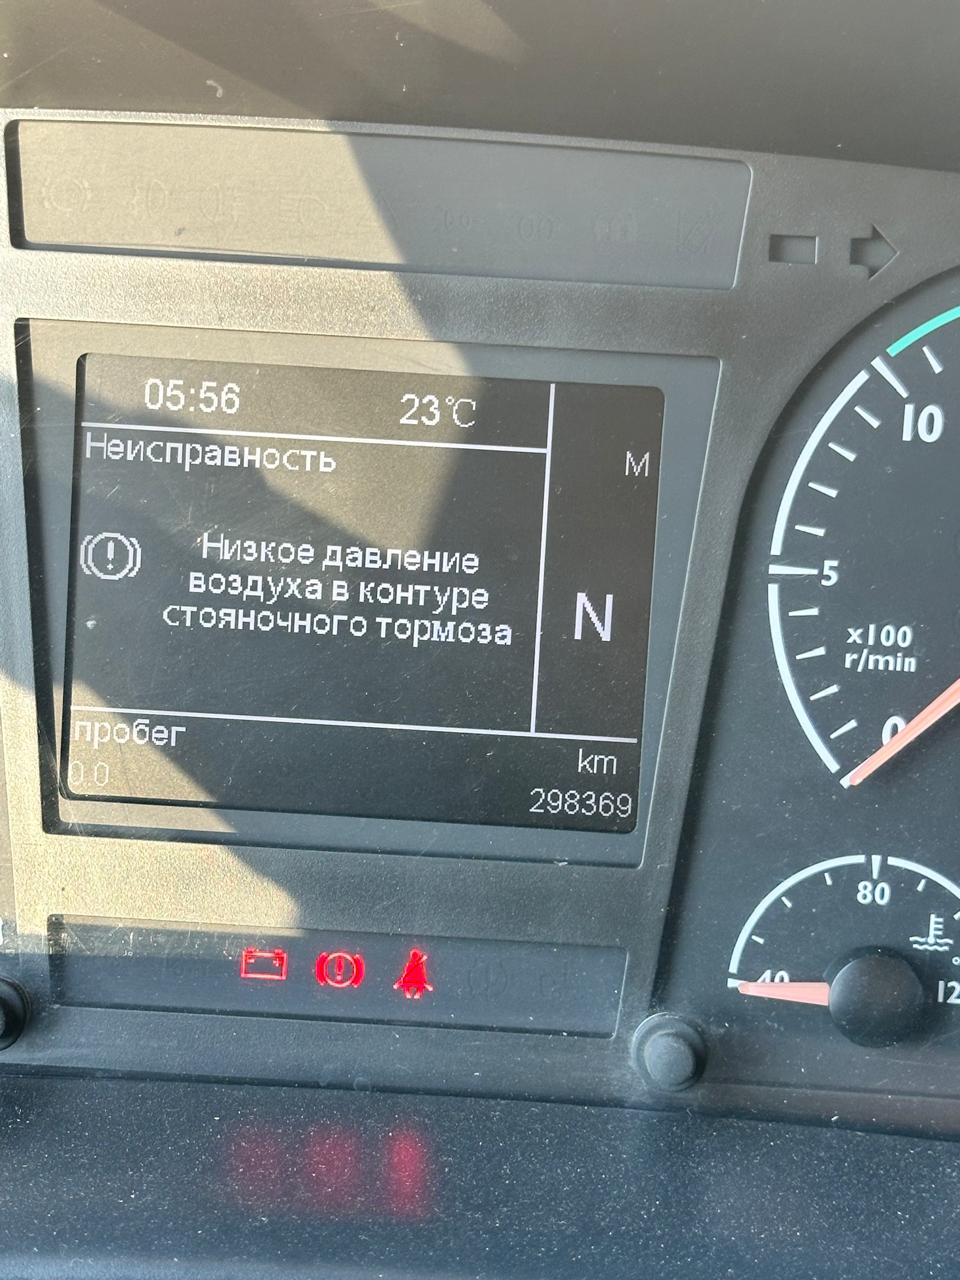 05:56 23°C
Неисправность
M
Низкое давление
воздуха в контуре
стояночного тормоза
N
пробег
km
0.0
298369
10
5
x100
r/min
0
80
40